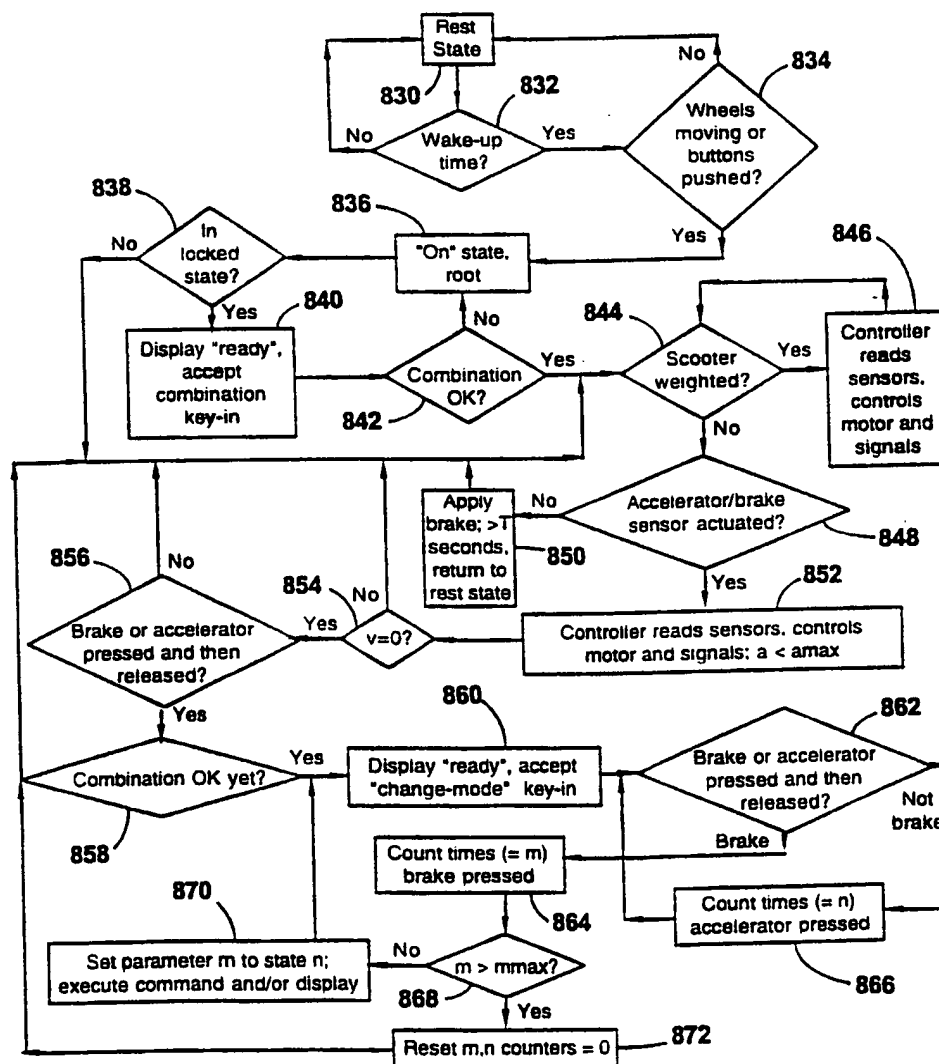 Rest
State
830
832
834
No
No
Wake-up
time?
Yes
Wheels
moving or
buttons
pushed?
Yes
838
In
locked
state?
No
Yes
836
"On" state,
root
846
Controller
reads
sensors,
controls
motor and
signals
840
Display "ready",
accept
combination
key-in
No
Combination
OK?
842
Yes
844
Scooter
weighted?
Yes
No
Accelerator/brake
sensor actuated?
848
No
Yes
Apply
brake; >T
seconds,
return to
rest state
850
852
Controller reads sensors, controls
motor and signals; a < amax
854
v=0?
No
Yes
856
No
Brake or accelerator
pressed and then
released?
Yes
Combination OK yet?
858
Yes
860
Display "ready", accept
"change-mode" key-in
862
Brake or accelerator
pressed and then
released?
Not
brake
Brake
Count times (= m)
brake pressed
864
Count times (= n)
accelerator pressed
866
870
Set parameter m to state n;
execute command and/or display
No
m > mmax?
868
Yes
Reset m,n counters = 0
872